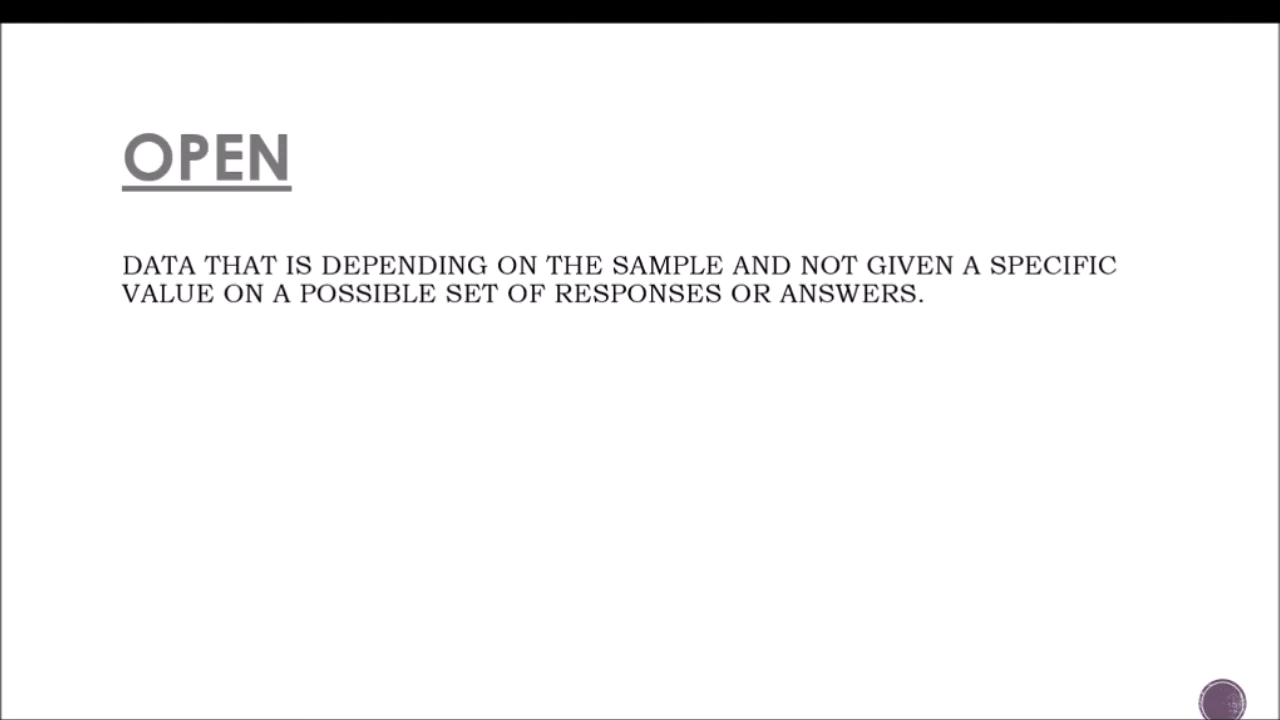 OPEN
DATA THAT IS DEPENDING ON THE SAMPLE AND NOT GIVEN A SPECIFIC
VALUE ON A POSSIBLE SET OF RESPONSES OR ANSWERS.